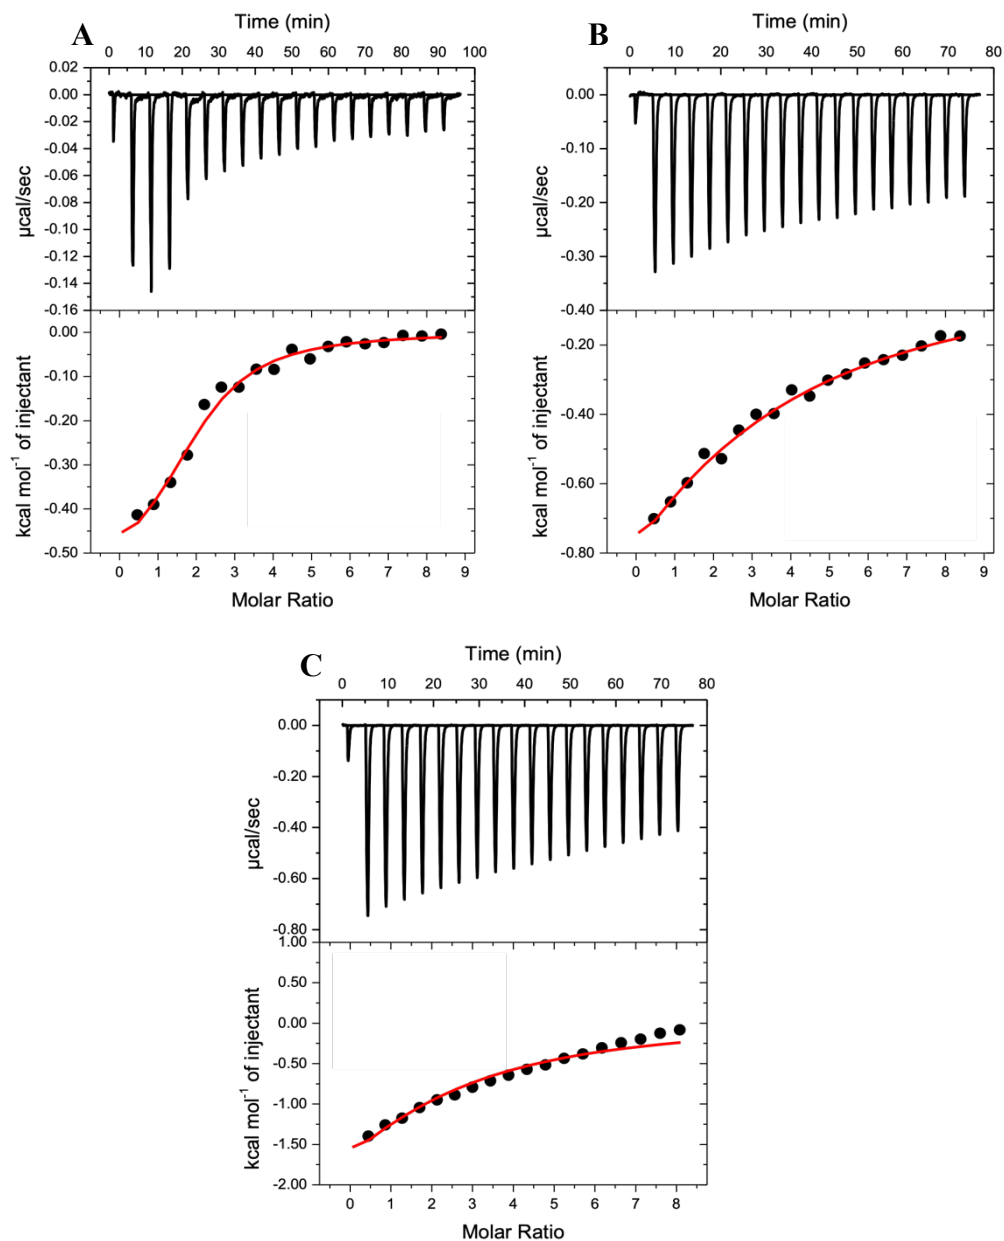 A
Time (min)
0 10 20 30 40 50 60 70 80 90 100
0.02
0.00
-0.02
-0.04
-0.06
-0.08
-0.10
-0.12
-0.14
-0.16
µcal/sec
0.00
-0.10
-0.20
-0.30
-0.40
-0.50
kcal mol⁻¹ of injectant
0 1 2 3 4 5 6 7 8 9
Molar Ratio
B
Time (min)
0 10 20 30 40 50 60 70 80
0.00
-0.10
-0.20
-0.30
-0.40
µcal/sec
-0.20
-0.40
-0.60
-0.80
kcal mol⁻¹ of injectant
0 1 2 3 4 5 6 7 8 9
Molar Ratio
C
Time (min)
0 10 20 30 40 50 60 70 80
0.00
-0.20
-0.40
-0.60
-0.80
µcal/sec
1.00
0.50
0.00
-0.50
-1.00
-1.50
-2.00
kcal mol⁻¹ of injectant
0 1 2 3 4 5 6 7 8
Molar Ratio